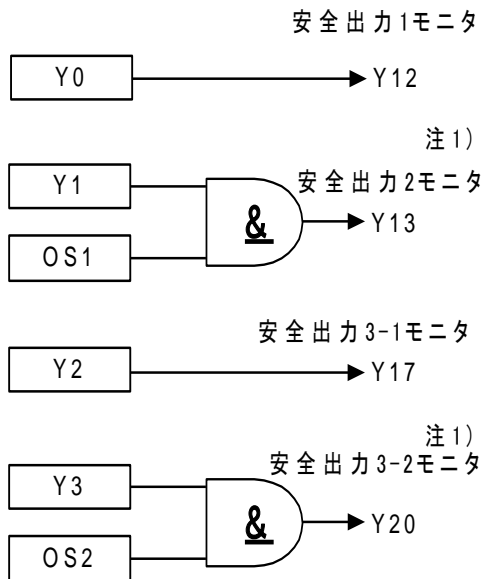 安全出力1モニタ
Y0
Y12
注1)
安全出力2モニタ
Y1
&
Y13
OS1
安全出力3-1モニタ
Y2
Y17
注1)
安全出力3-2モニタ
Y3
&
Y20
OS2